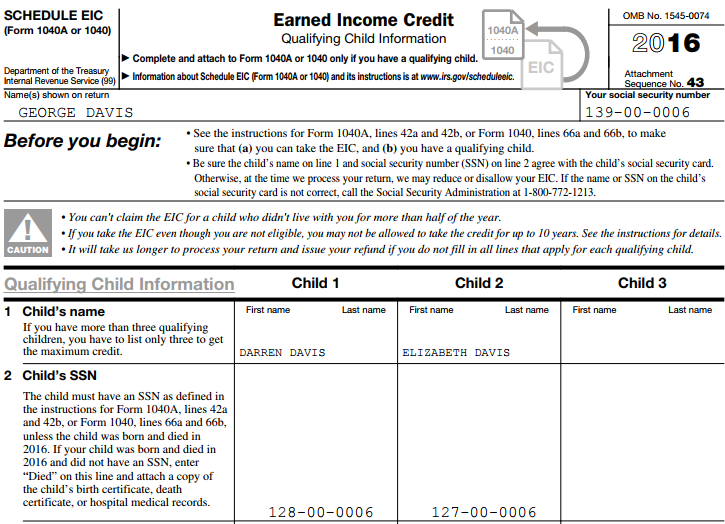 SCHEDULE EIC
(Form 1040A or 1040)
Department of the Treasury
Internal Revenue Service (99)
Earned Income Credit
Qualifying Child Information
▶ Complete and attach to Form 1040A or 1040 only if you have a qualifying child.
▶ Information about Schedule EIC (Form 1040A or 1040) and its instructions is at www.irs.gov/scheduleeic.
1040A
1040
EIC
OMB No. 1545-0074
2016
Attachment
Sequence No. 43
Name(s) shown on return
GEORGE DAVIS
Your social security number
139-00-0006
Before you begin:
• See the instructions for Form 1040A, lines 42a and 42b, or Form 1040, lines 66a and 66b, to make
sure that (a) you can take the EIC, and (b) you have a qualifying child.
• Be sure the child's name on line 1 and social security number (SSN) on line 2 agree with the child's social security card.
Otherwise, at the time we process your return, we may reduce or disallow your EIC. If the name or SSN on the child's
social security card is not correct, call the Social Security Administration at 1-800-772-1213.
CAUTION
• You can't claim the EIC for a child who didn't live with you for more than half of the year.
• If you take the EIC even though you are not eligible, you may not be allowed to take the credit for up to 10 years. See the instructions for details.
• It will take us longer to process your return and issue your refund if you do not fill in all lines that apply for each qualifying child.
Qualifying Child Information Child 1 Child 2 Child 3
1 Child's name
If you have more than three qualifying
children, you have to list only three to get
the maximum credit.
First name Last name First name Last name First name Last name
DARREN DAVIS ELIZABETH DAVIS
2 Child's SSN
The child must have an SSN as defined in
the instructions for Form 1040A, lines 42a
and 42b, or Form 1040, lines 66a and 66b,
unless the child was born and died in
2016. If your child was born and died in
2016 and did not have an SSN, enter
“Died” on this line and attach a copy of
the child's birth certificate, death
certificate, or hospital medical records.
128-00-0006 127-00-0006